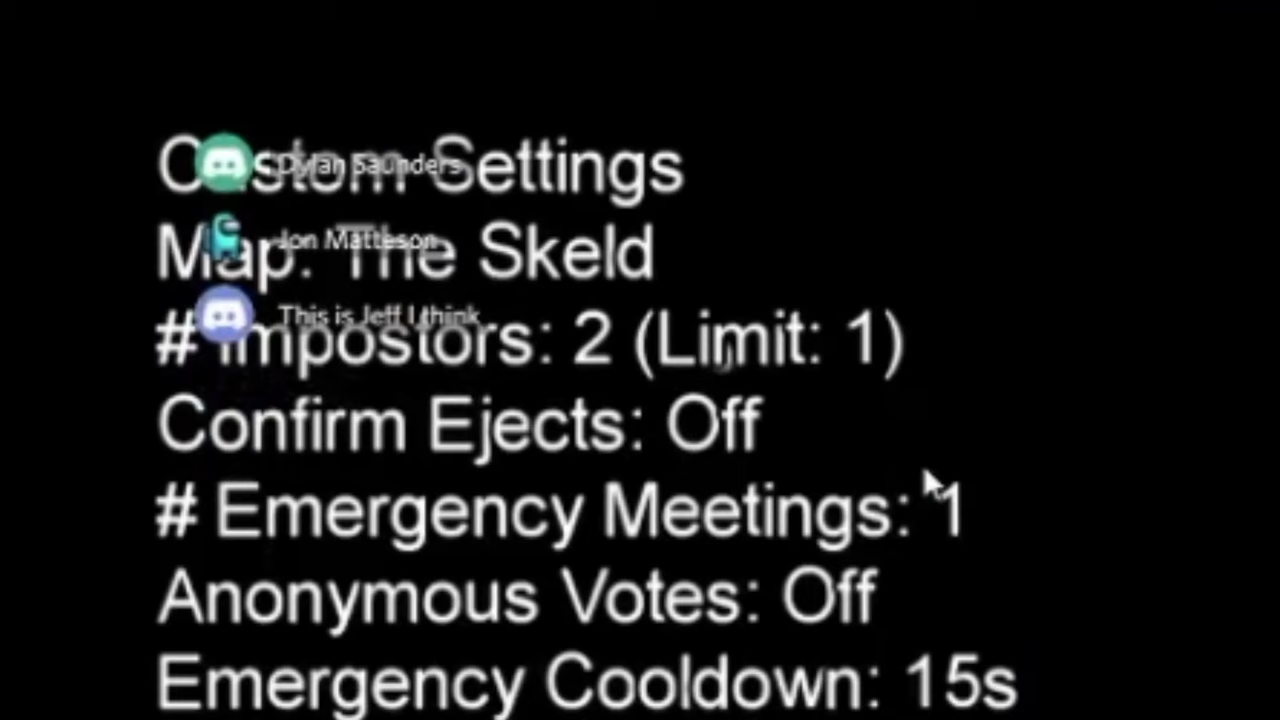 Custom Settings
Dylan Saunders
Map: The Skeld
Jon Matteson
# Impostors: 2 (Limit: 1)
This is Jeff I think
Confirm Ejects: Off
# Emergency Meetings: 1
Anonymous Votes: Off
Emergency Cooldown: 15s